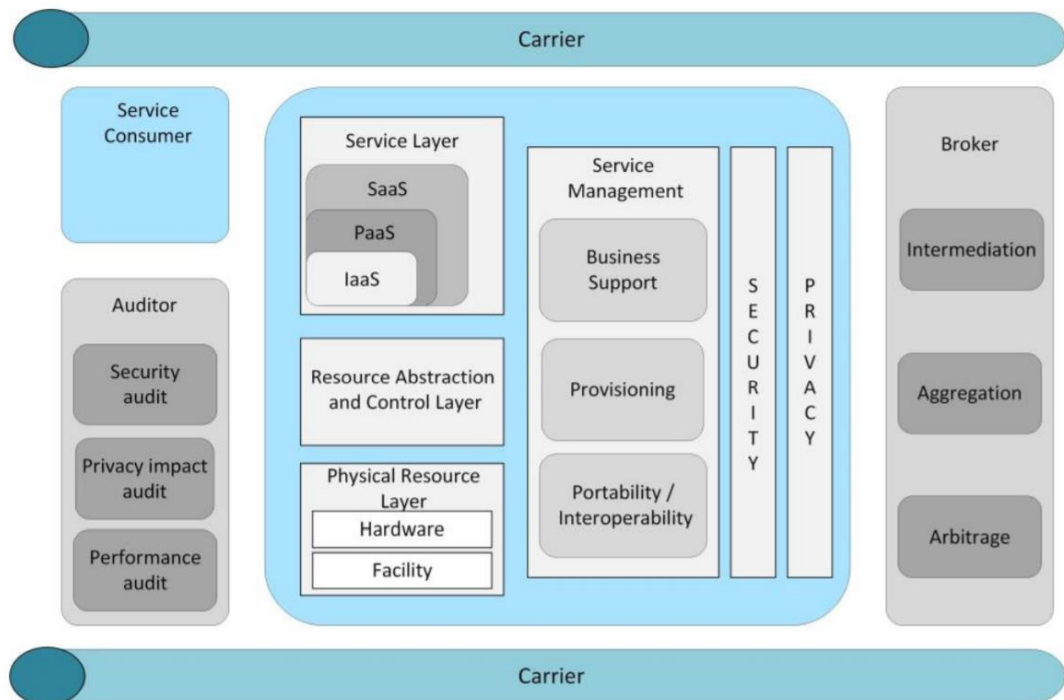 Carrier
Service
Consumer
Auditor
Security
audit
Privacy impact
audit
Performance
audit
Service Layer
SaaS
PaaS
IaaS
Resource Abstraction
and Control Layer
Physical Resource
Layer
Hardware
Facility
Service
Management
Business
Support
Provisioning
Portability /
Interoperability
SECURITY
PRIVACY
Broker
Intermediation
Aggregation
Arbitrage
Carrier